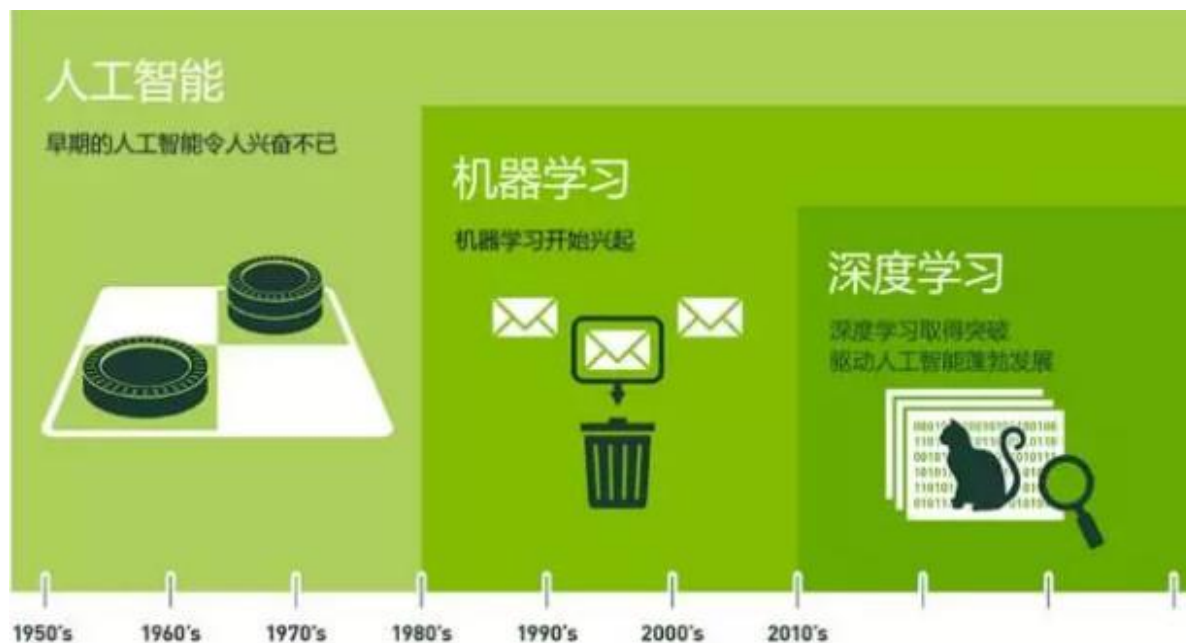 人工智能
早期的人工智能令人兴奋不已
机器学习
机器学习开始兴起
深度学习
深度学习取得突破
驱动人工智能蓬勃发展
1950's
1960's
1970's
1980's
1990's
2000's
2010's